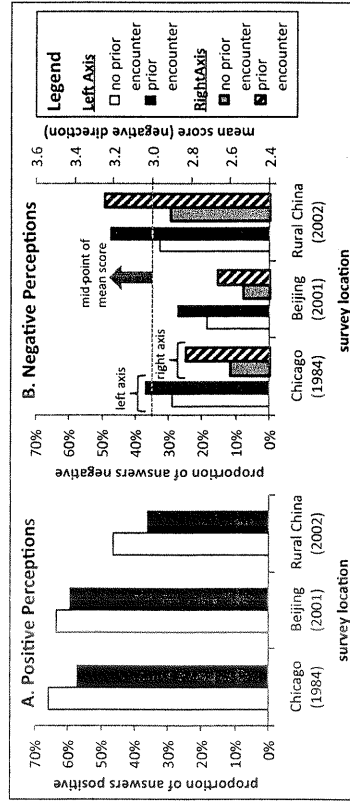 A. Positive Perceptions
proportion of answers positive
70%
60%
50%
40%
30%
20%
10%
0%
Chicago
(1984)
Beijing
(2001)
Rural China
(2002)
survey location
B. Negative Perceptions
proportion of answers negative
70%
60%
50%
40%
30%
20%
10%
0%
mid-point of
mean score
left axis
right axis
Chicago
(1984)
Beijing
(2001)
Rural China
(2002)
survey location
3.6
3.4
3.2
3.0
2.8
2.6
2.4
mean score (negative direction)
Legend
Left Axis
no prior
encounter
prior
encounter
RightAxis
no prior
encounter
prior
encounter